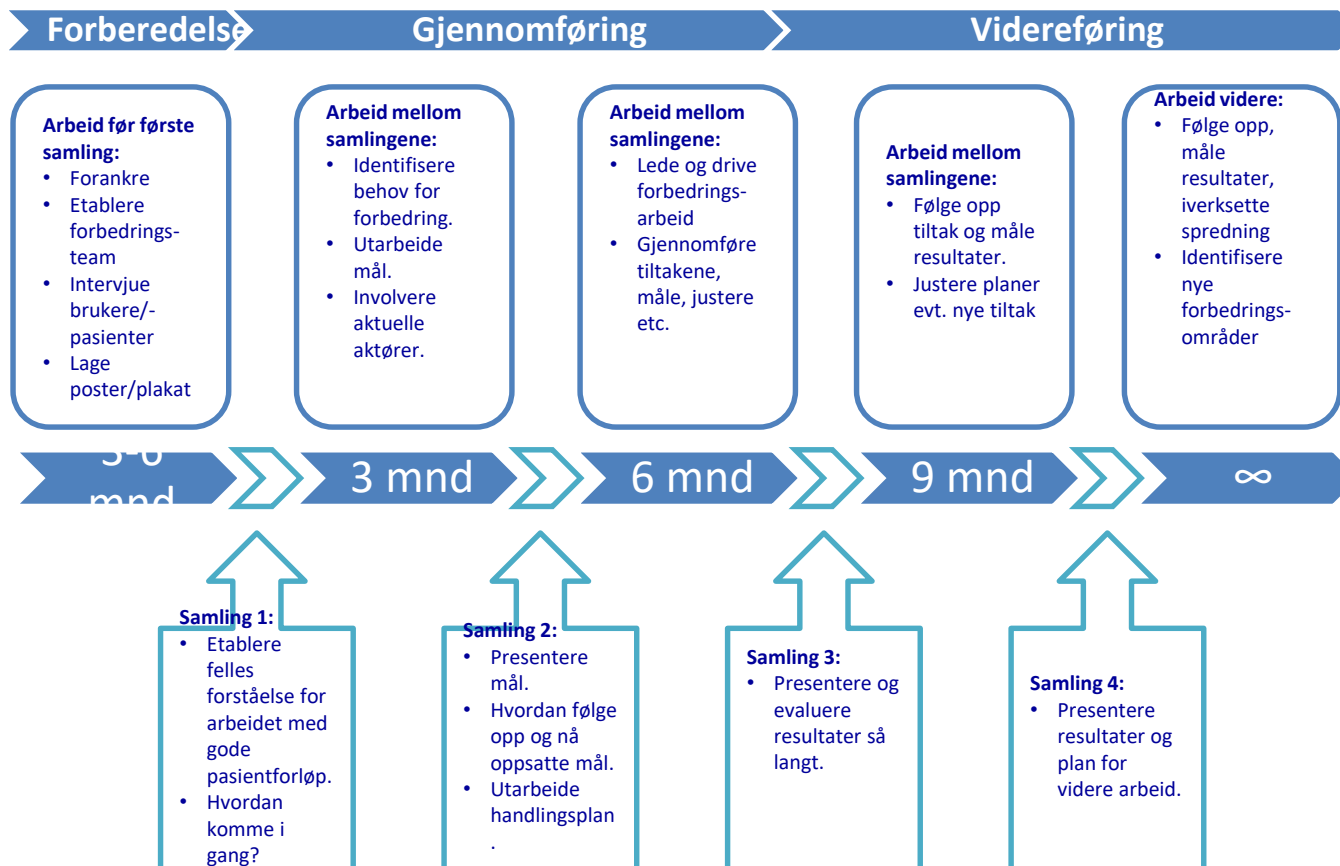 Forberedelse
Gjennomføring
Videreføring
Arbeid før første
samling:
• Forankre
• Etablere
forbedrings-
team
• Intervjue
brukere/-
pasienter
• Lage
poster/plakat
Arbeid mellom
samlingene:
• Identifisere
behov for
forbedring.
• Utarbeide
mål.
• Involvere
aktuelle
aktører.
Arbeid mellom
samlingene:
• Lede og drive
forbedrings-
arbeid
• Gjennomføre
tiltakene,
måle, justere
etc.
Arbeid mellom
samlingene:
• Følge opp
tiltak og måle
resultater.
• Justere planer
evt. nye tiltak
Arbeid videre:
• Følge opp,
måle
resultater,
iverksette
spredning
• Identifisere
nye
forbedrings-
områder
mnd
3 mnd
6 mnd
9 mnd
∞
Samling 1:
• Etablere
felles
forståelse for
arbeidet med
gode
pasientforløp.
• Hvordan
komme i
gang?
Samling 2:
• Presentere
mål.
• Hvordan følge
opp og nå
oppsatte mål.
• Utarbeide
handlingsplan
.
Samling 3:
• Presentere og
evaluere
resultater så
langt.
Samling 4:
• Presentere
resultater og
plan for
videre arbeid.